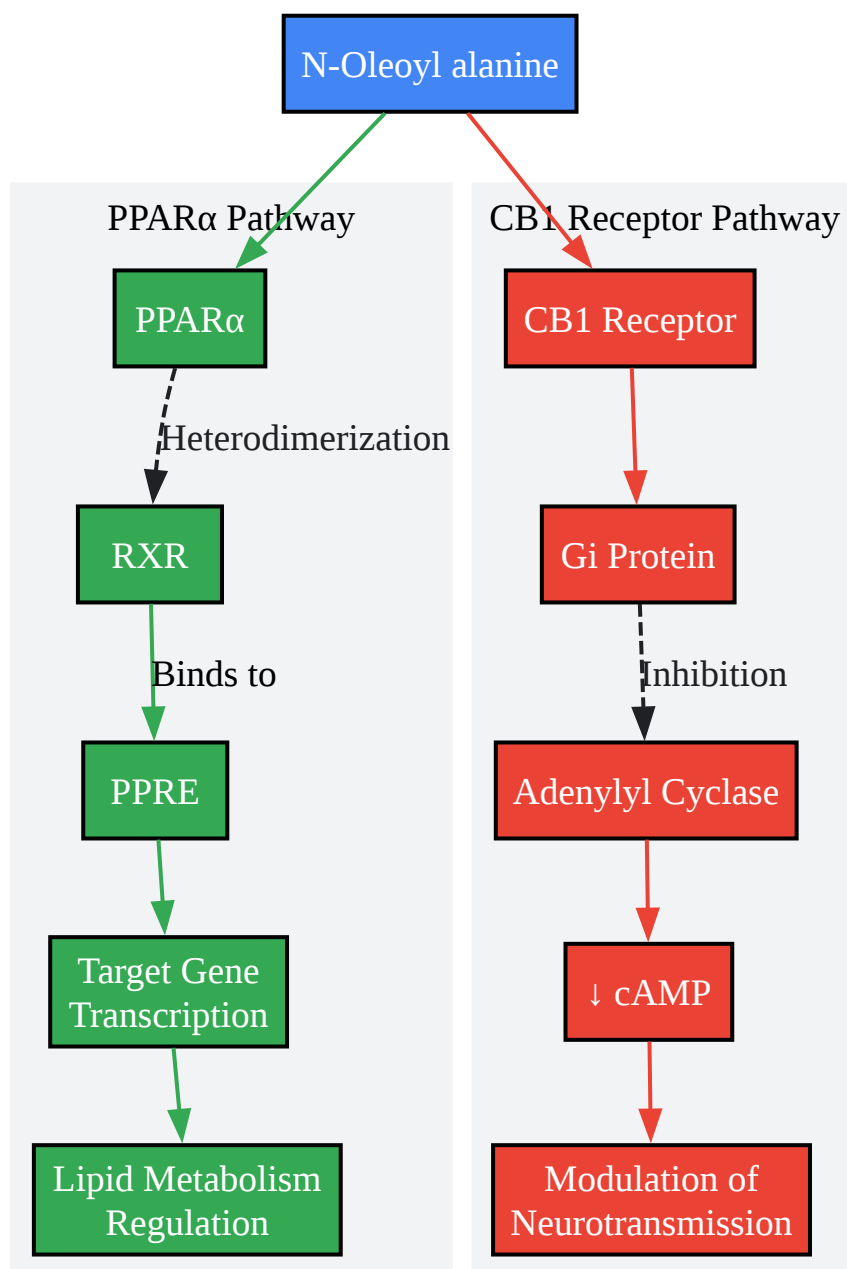 N-Oleoyl alanine
PPARα Pathway
PPARα
Heterodimerization
RXR
Binds to
PPRE
Target Gene
Transcription
Lipid Metabolism
Regulation
CB1 Receptor Pathway
CB1 Receptor
Gi Protein
Inhibition
Adenylyl Cyclase
↓ cAMP
Modulation of
Neurotransmission